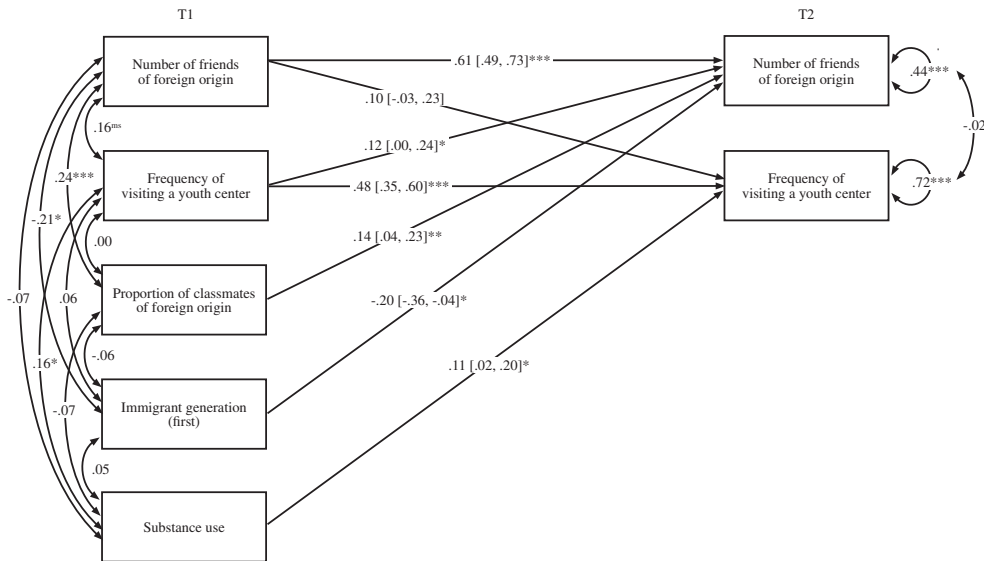 T1
T2
Number of friends
of foreign origin
.61 [.49, .73]***
Number of friends
of foreign origin
.44***
.10 [-.03, .23]
.16ᵐˢ
-.02
.12 [.00, .24]*
.24***
Frequency of
visiting a youth center
.48 [.35, .60]***
Frequency of
visiting a youth center
.72***
-.21*
.14 [.04, .23]**
.00
-.07
.06
Proportion of classmates
of foreign origin
-.20 [-.36, -.04]*
.16*
-.06
.11 [.02, .20]*
-.07
Immigrant generation
(first)
.05
Substance use